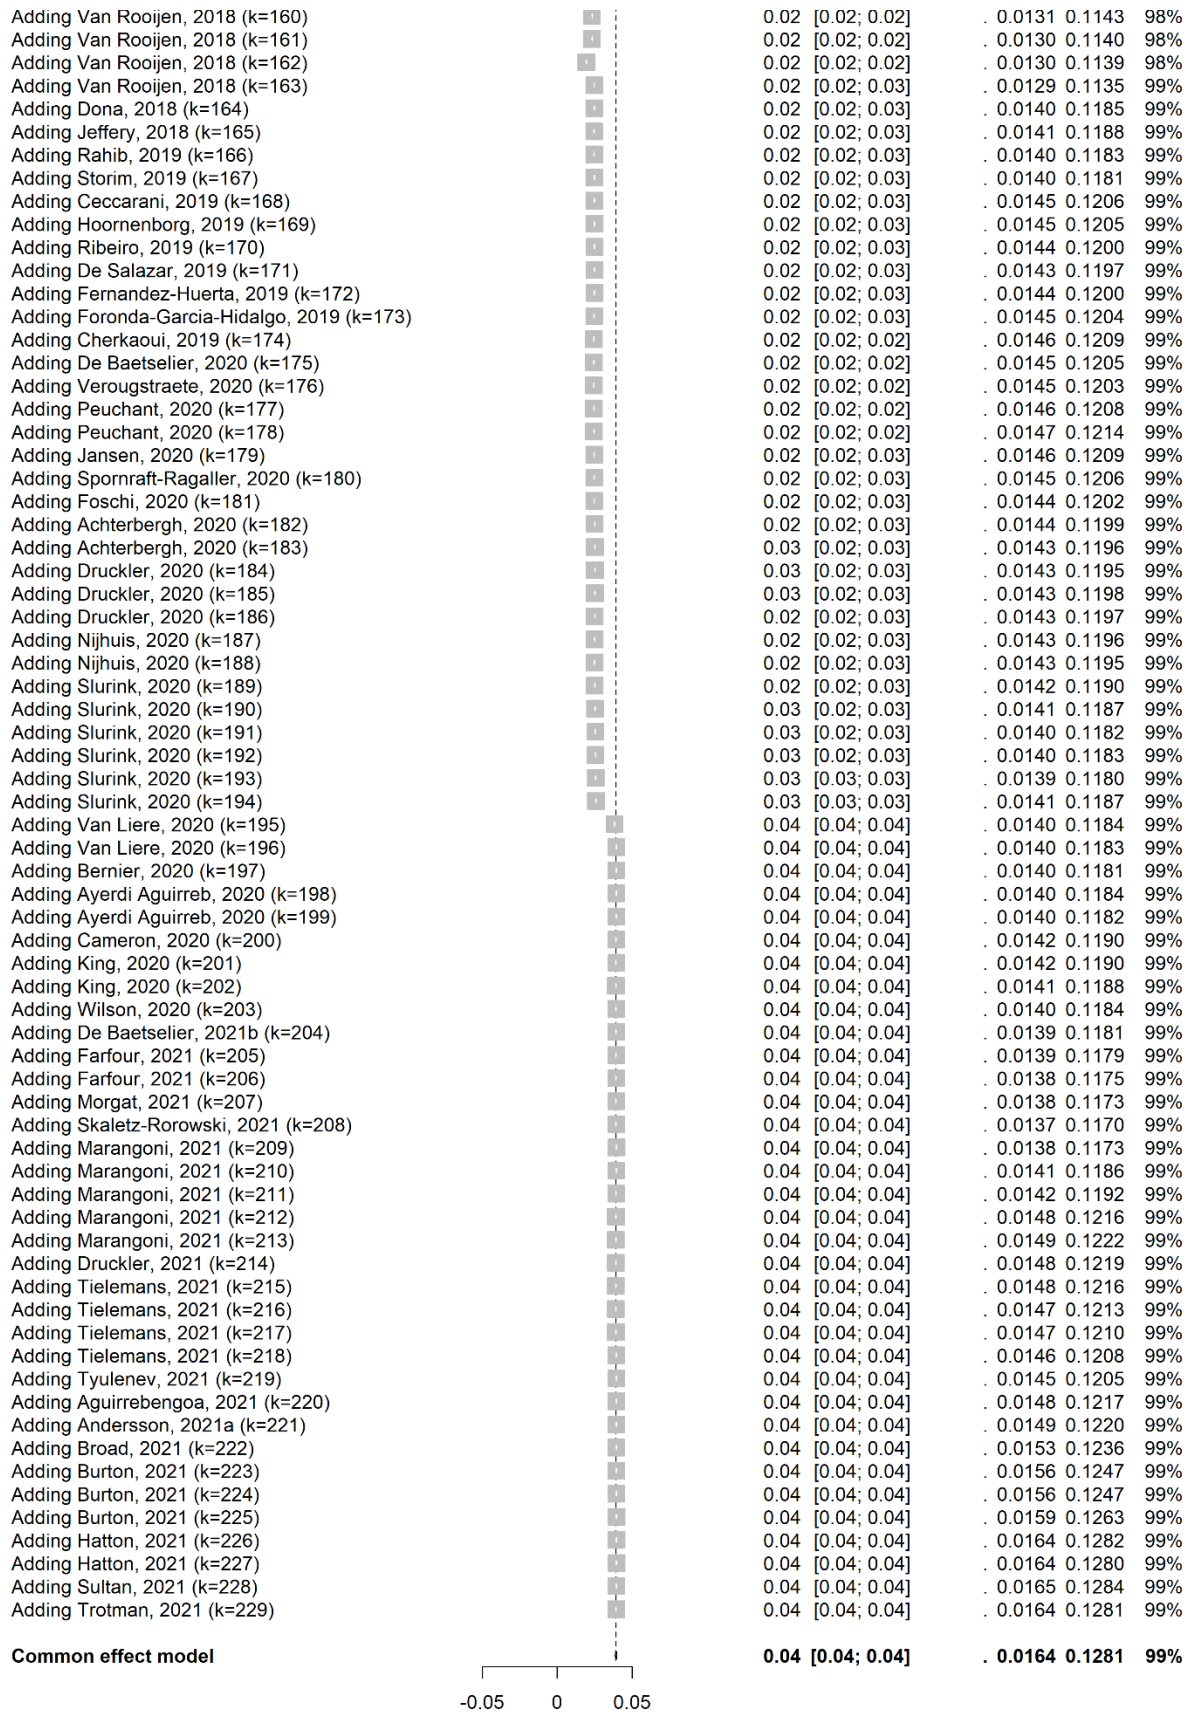 Adding Van Rooijen, 2018 (k=160) 0.02 [0.02; 0.02] . 0.0131 0.1143 98%
Adding Van Rooijen, 2018 (k=161) 0.02 [0.02; 0.02] . 0.0130 0.1140 98%
Adding Van Rooijen, 2018 (k=162) 0.02 [0.02; 0.02] . 0.0130 0.1139 98%
Adding Van Rooijen, 2018 (k=163) 0.02 [0.02; 0.03] . 0.0129 0.1135 99%
Adding Dona, 2018 (k=164) 0.02 [0.02; 0.03] . 0.0140 0.1185 99%
Adding Jeffery, 2018 (k=165) 0.02 [0.02; 0.03] . 0.0141 0.1188 99%
Adding Rahib, 2019 (k=166) 0.02 [0.02; 0.03] . 0.0140 0.1183 99%
Adding Storim, 2019 (k=167) 0.02 [0.02; 0.03] . 0.0140 0.1181 99%
Adding Ceccarani, 2019 (k=168) 0.02 [0.02; 0.03] . 0.0145 0.1206 99%
Adding Hoornenborg, 2019 (k=169) 0.02 [0.02; 0.03] . 0.0145 0.1205 99%
Adding Ribeiro, 2019 (k=170) 0.02 [0.02; 0.03] . 0.0144 0.1200 99%
Adding De Salazar, 2019 (k=171) 0.02 [0.02; 0.03] . 0.0143 0.1197 99%
Adding Fernandez-Huerta, 2019 (k=172) 0.02 [0.02; 0.03] . 0.0144 0.1200 99%
Adding Foronda-Garcia-Hidalgo, 2019 (k=173) 0.02 [0.02; 0.03] . 0.0145 0.1204 99%
Adding Cherkaoui, 2019 (k=174) 0.02 [0.02; 0.02] . 0.0146 0.1209 99%
Adding De Baetselier, 2020 (k=175) 0.02 [0.02; 0.02] . 0.0145 0.1205 99%
Adding Verougstraete, 2020 (k=176) 0.02 [0.02; 0.02] . 0.0145 0.1203 99%
Adding Peuchant, 2020 (k=177) 0.02 [0.02; 0.02] . 0.0146 0.1208 99%
Adding Peuchant, 2020 (k=178) 0.02 [0.02; 0.02] . 0.0147 0.1214 99%
Adding Jansen, 2020 (k=179) 0.02 [0.02; 0.03] . 0.0146 0.1209 99%
Adding Spornraft-Ragaller, 2020 (k=180) 0.02 [0.02; 0.03] . 0.0145 0.1206 99%
Adding Foschi, 2020 (k=181) 0.02 [0.02; 0.03] . 0.0144 0.1202 99%
Adding Achterbergh, 2020 (k=182) 0.02 [0.02; 0.03] . 0.0144 0.1199 99%
Adding Achterbergh, 2020 (k=183) 0.03 [0.02; 0.03] . 0.0143 0.1196 99%
Adding Druckler, 2020 (k=184) 0.03 [0.02; 0.03] . 0.0143 0.1195 99%
Adding Druckler, 2020 (k=185) 0.03 [0.02; 0.03] . 0.0143 0.1198 99%
Adding Druckler, 2020 (k=186) 0.02 [0.02; 0.03] . 0.0143 0.1197 99%
Adding Nijhuis, 2020 (k=187) 0.02 [0.02; 0.03] . 0.0143 0.1196 99%
Adding Nijhuis, 2020 (k=188) 0.02 [0.02; 0.03] . 0.0143 0.1195 99%
Adding Slurink, 2020 (k=189) 0.02 [0.02; 0.03] . 0.0142 0.1190 99%
Adding Slurink, 2020 (k=190) 0.03 [0.02; 0.03] . 0.0141 0.1187 99%
Adding Slurink, 2020 (k=191) 0.03 [0.02; 0.03] . 0.0140 0.1182 99%
Adding Slurink, 2020 (k=192) 0.03 [0.02; 0.03] . 0.0140 0.1183 99%
Adding Slurink, 2020 (k=193) 0.03 [0.03; 0.03] . 0.0139 0.1180 99%
Adding Slurink, 2020 (k=194) 0.03 [0.03; 0.03] . 0.0141 0.1187 99%
Adding Van Liere, 2020 (k=195) 0.04 [0.04; 0.04] . 0.0140 0.1184 99%
Adding Van Liere, 2020 (k=196) 0.04 [0.04; 0.04] . 0.0140 0.1183 99%
Adding Bernier, 2020 (k=197) 0.04 [0.04; 0.04] . 0.0140 0.1181 99%
Adding Ayerdi Aguirreb, 2020 (k=198) 0.04 [0.04; 0.04] . 0.0140 0.1184 99%
Adding Ayerdi Aguirreb, 2020 (k=199) 0.04 [0.04; 0.04] . 0.0140 0.1182 99%
Adding Cameron, 2020 (k=200) 0.04 [0.04; 0.04] . 0.0142 0.1190 99%
Adding King, 2020 (k=201) 0.04 [0.04; 0.04] . 0.0142 0.1190 99%
Adding King, 2020 (k=202) 0.04 [0.04; 0.04] . 0.0141 0.1188 99%
Adding Wilson, 2020 (k=203) 0.04 [0.04; 0.04] . 0.0140 0.1184 99%
Adding De Baetselier, 2021b (k=204) 0.04 [0.04; 0.04] . 0.0139 0.1181 99%
Adding Farfour, 2021 (k=205) 0.04 [0.04; 0.04] . 0.0139 0.1179 99%
Adding Farfour, 2021 (k=206) 0.04 [0.04; 0.04] . 0.0138 0.1175 99%
Adding Morgat, 2021 (k=207) 0.04 [0.04; 0.04] . 0.0138 0.1173 99%
Adding Skaletz-Rorowski, 2021 (k=208) 0.04 [0.04; 0.04] . 0.0137 0.1170 99%
Adding Marangoni, 2021 (k=209) 0.04 [0.04; 0.04] . 0.0138 0.1173 99%
Adding Marangoni, 2021 (k=210) 0.04 [0.04; 0.04] . 0.0141 0.1186 99%
Adding Marangoni, 2021 (k=211) 0.04 [0.04; 0.04] . 0.0142 0.1192 99%
Adding Marangoni, 2021 (k=212) 0.04 [0.04; 0.04] . 0.0148 0.1216 99%
Adding Marangoni, 2021 (k=213) 0.04 [0.04; 0.04] . 0.0149 0.1222 99%
Adding Druckler, 2021 (k=214) 0.04 [0.04; 0.04] . 0.0148 0.1219 99%
Adding Tielemans, 2021 (k=215) 0.04 [0.04; 0.04] . 0.0148 0.1216 99%
Adding Tielemans, 2021 (k=216) 0.04 [0.04; 0.04] . 0.0147 0.1213 99%
Adding Tielemans, 2021 (k=217) 0.04 [0.04; 0.04] . 0.0147 0.1210 99%
Adding Tielemans, 2021 (k=218) 0.04 [0.04; 0.04] . 0.0146 0.1208 99%
Adding Tyulenev, 2021 (k=219) 0.04 [0.04; 0.04] . 0.0145 0.1205 99%
Adding Aguirrebengoa, 2021 (k=220) 0.04 [0.04; 0.04] . 0.0148 0.1217 99%
Adding Andersson, 2021a (k=221) 0.04 [0.04; 0.04] . 0.0149 0.1220 99%
Adding Broad, 2021 (k=222) 0.04 [0.04; 0.04] . 0.0153 0.1236 99%
Adding Burton, 2021 (k=223) 0.04 [0.04; 0.04] . 0.0156 0.1247 99%
Adding Burton, 2021 (k=224) 0.04 [0.04; 0.04] . 0.0156 0.1247 99%
Adding Burton, 2021 (k=225) 0.04 [0.04; 0.04] . 0.0159 0.1263 99%
Adding Hatton, 2021 (k=226) 0.04 [0.04; 0.04] . 0.0164 0.1282 99%
Adding Hatton, 2021 (k=227) 0.04 [0.04; 0.04] . 0.0164 0.1280 99%
Adding Sultan, 2021 (k=228) 0.04 [0.04; 0.04] . 0.0165 0.1284 99%
Adding Trotman, 2021 (k=229) 0.04 [0.04; 0.04] . 0.0164 0.1281 99%
Common effect model 0.04 [0.04; 0.04] . 0.0164 0.1281 99%
-0.05 0 0.05